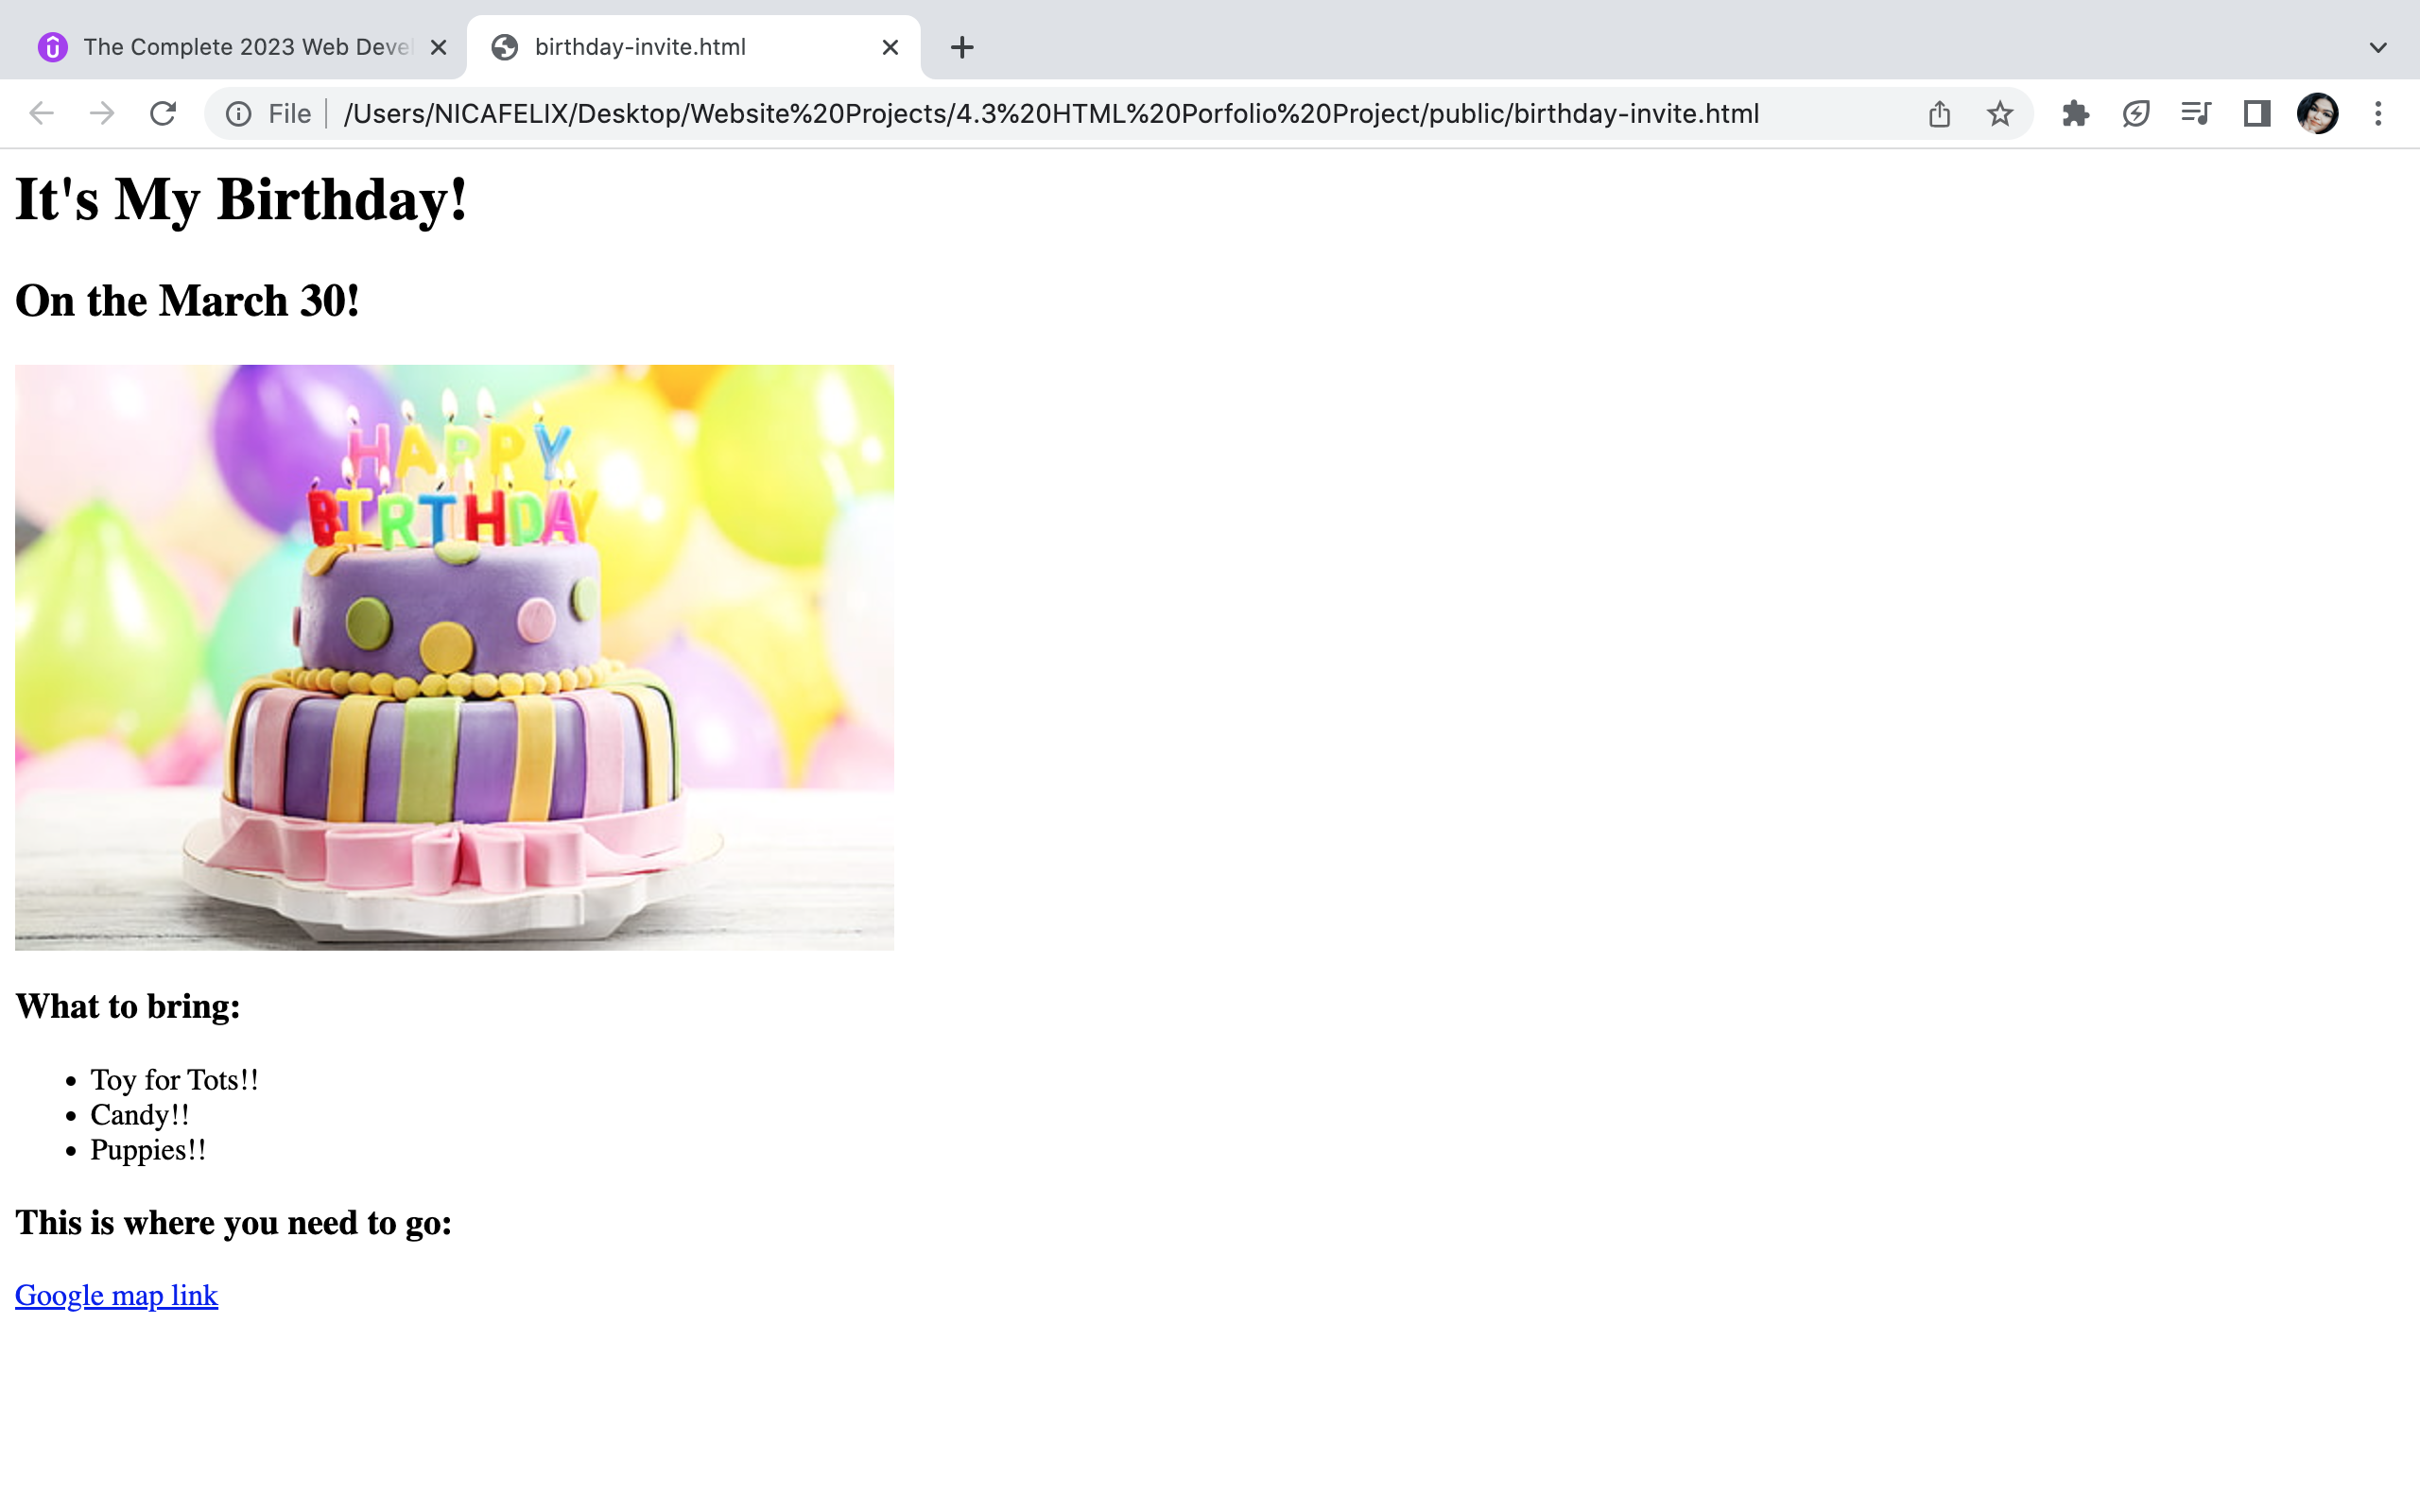 The Complete 2023 Web Devel
birthday-invite.html
File
/Users/NICAFELIX/Desktop/Website%20Projects/4.3%20HTML%20Porfolio%20Project/public/birthday-invite.html
It's My Birthday!
On the March 30!
HAPPY
BIRTHDAY
What to bring:
Toy for Tots!!
Candy!!
Puppies!!
This is where you need to go:
Google map link